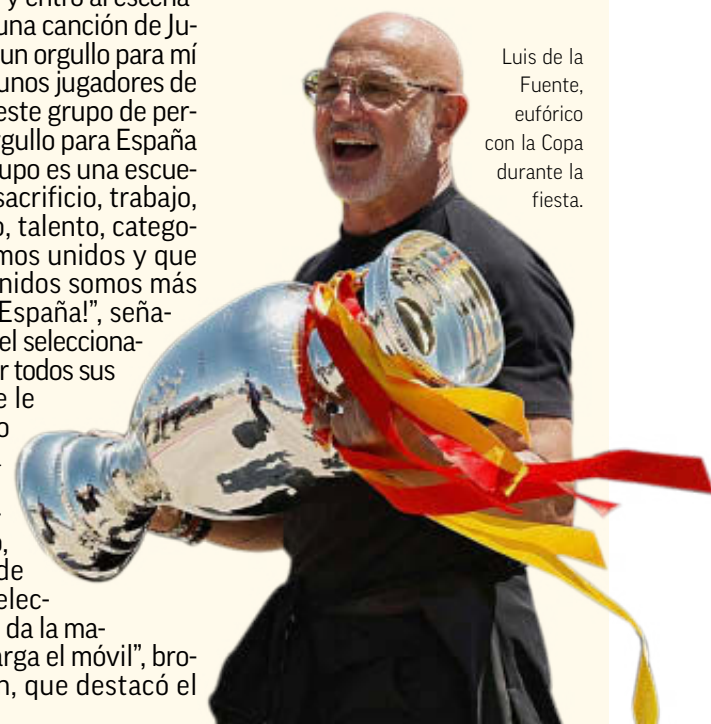 y entró al escena-
una canción de Ju-
un orgullo para mí
unos jugadores de
este grupo de per-
rgullo para España
upo es una escue-
sacrificio, trabajo,
o, talento, catego-
mos unidos y que
nidos somos más
España!”, seña-
el selecciona-
r todos sus
e le
o
,
de
elec-
da la ma-
arga el móvil”, bro-
n, que destacó el
Luis de la
Fuente,
eufórico
con la Copa
durante la
fiesta.